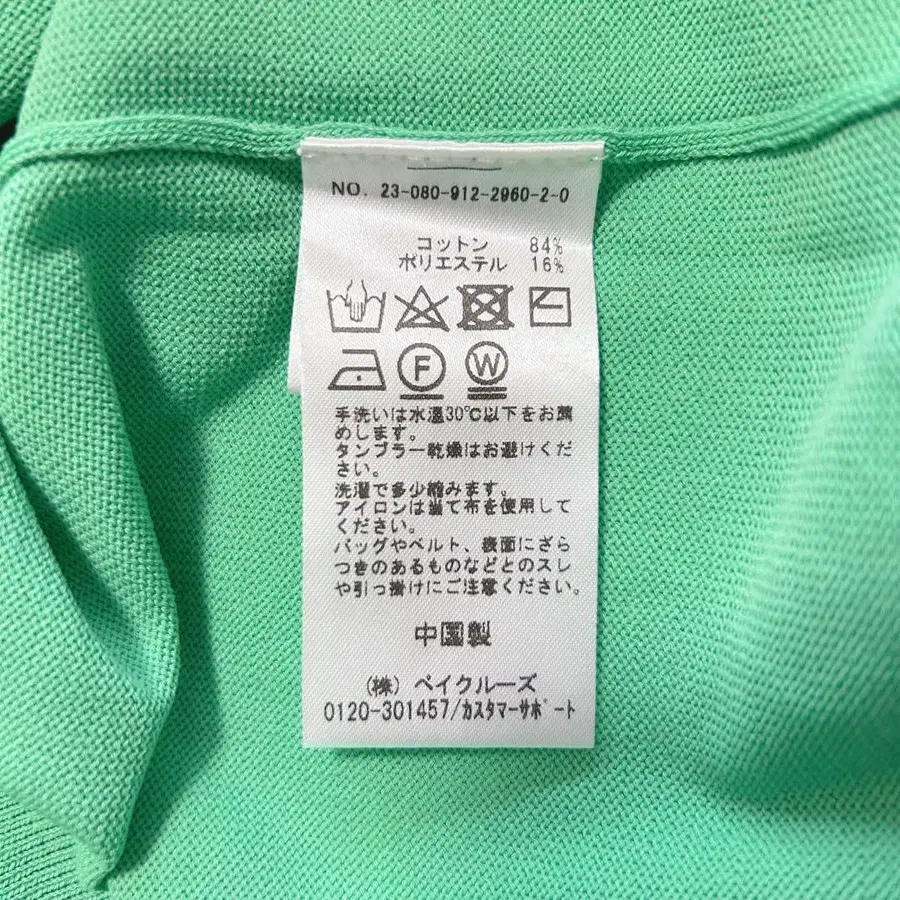 NO. 23-080-912-2960-2-0
コットン 84%
ポリエステル 16%
F W
手洗いは水温30℃以下をお薦
めします。
タンブラー乾燥はお避けくだ
さい。
洗濯で多少縮みます。
アイロンは当て布を使用して
ください。
バッグやベルト、表面にざら
つきのあるものなどとのスレ
や引っ掛けにご注意ください。
中国製
(株) ベイクルーズ
0120-301457/カスタマーサポート